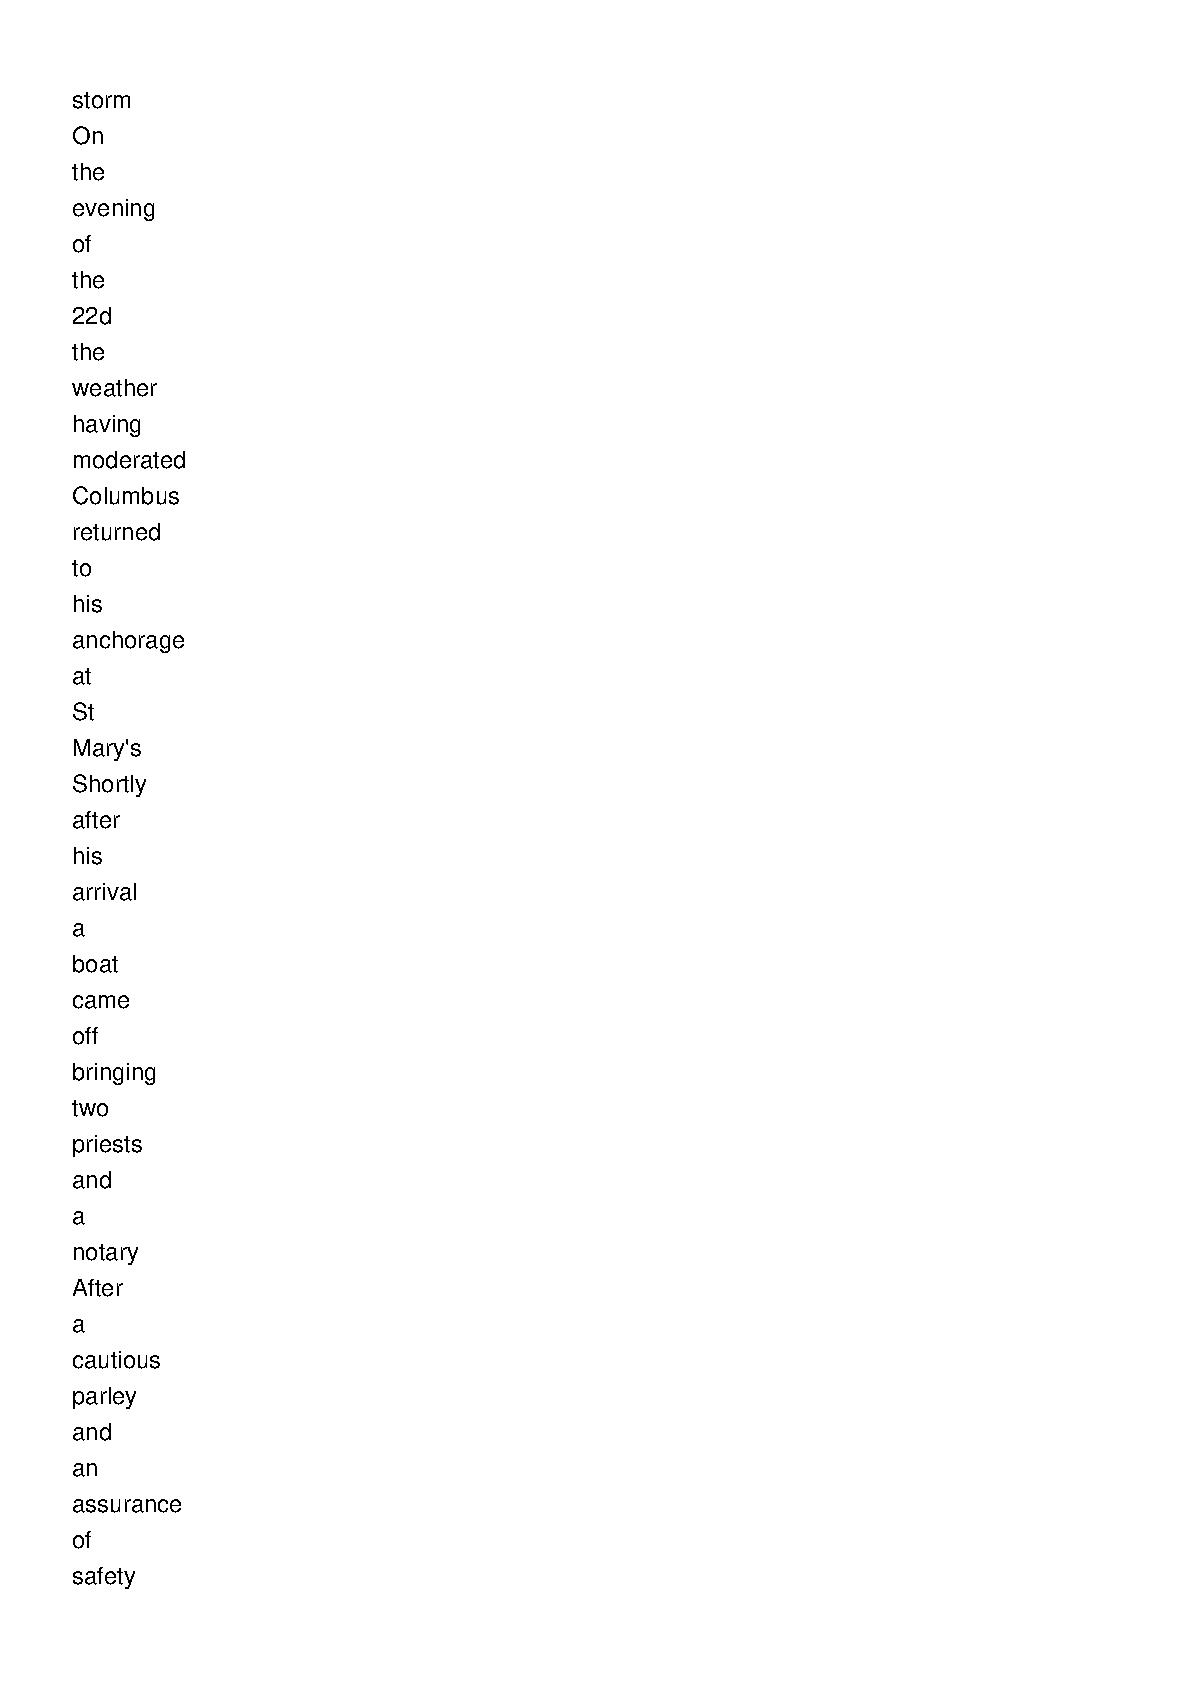 storm
On
the
evening
of
the
22d
the
weather
having
moderated
Columbus
returned
to
his
anchorage
at
St
Mary's
Shortly
after
his
arrival
a
boat
came
off
bringing
two
priests
and
a
notary
After
a
cautious
parley
and
an
assurance
of
safety